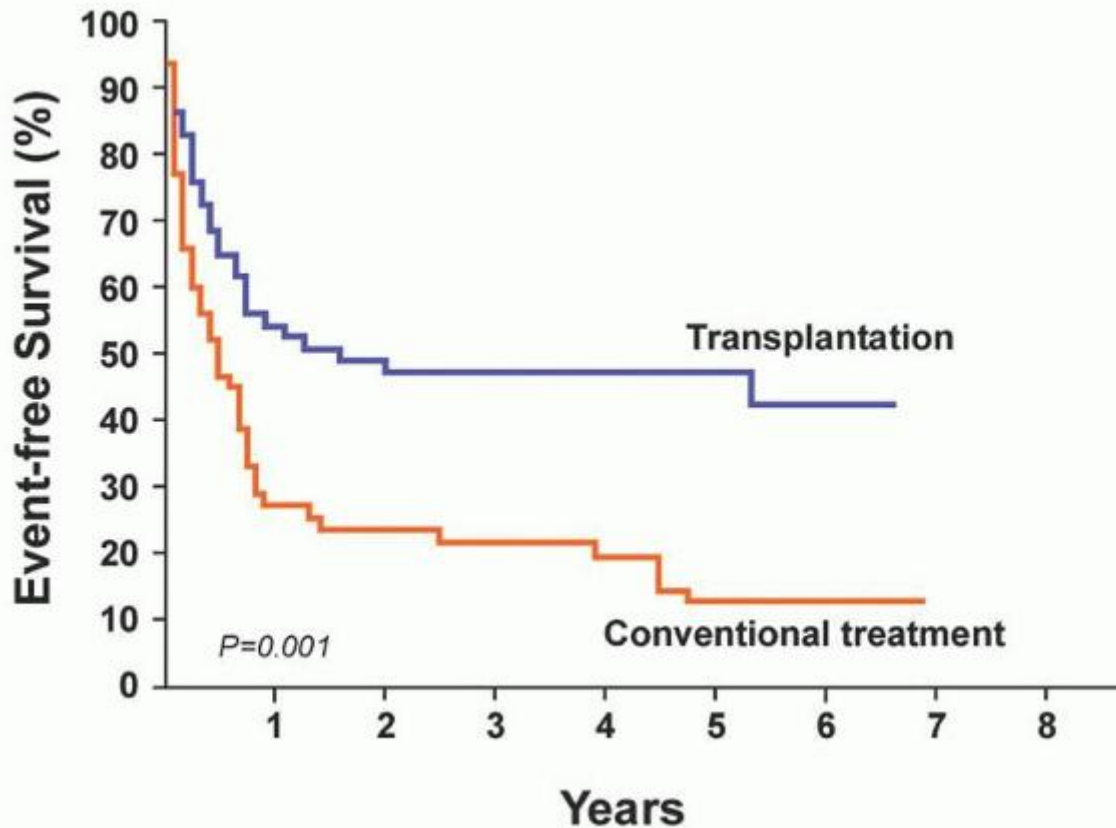 Event-free Survival (%)
100
90
80
70
60
50
40
30
20
10
0
Transplantation
Conventional treatment
P=0.001
1 2 3 4 5 6 7 8
Years